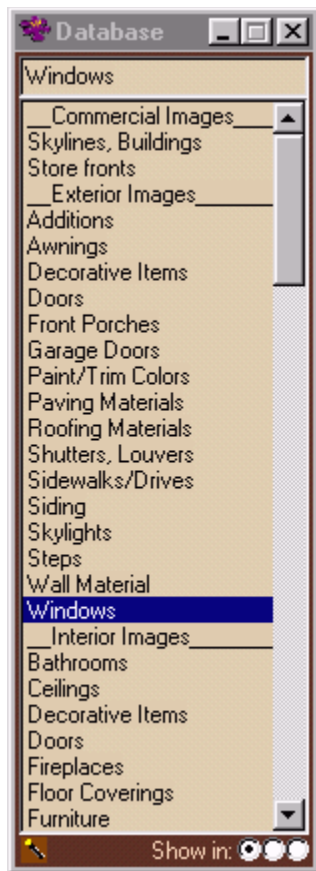 Database
Windows
__Commercial Images____
Skylines, Buildings
Store fronts
__Exterior Images________
Additions
Awnings
Decorative Items
Doors
Front Porches
Garage Doors
Paint/Trim Colors
Paving Materials
Roofing Materials
Shutters, Louvers
Sidewalks/Drives
Siding
Skylights
Steps
Wall Material
Windows
__Interior Images________
Bathrooms
Ceilings
Decorative Items
Doors
Fireplaces
Floor Coverings
Furniture
Show in: